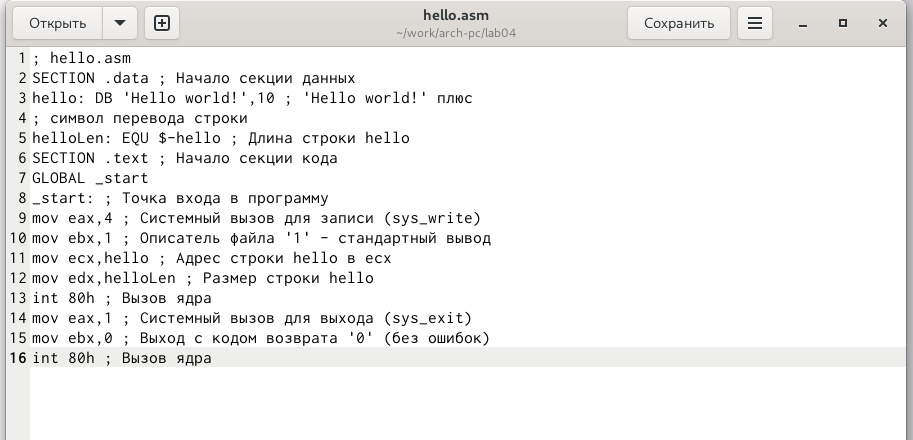 Открыть
hello.asm
~/work/arch-pc/lab04
Сохранить
1 ; hello.asm
2 SECTION .data ; Начало секции данных
3 hello: DB 'Hello world!',10 ; 'Hello world!' плюс
4 ; символ перевода строки
5 helloLen: EQU $-hello ; Длина строки hello
6 SECTION .text ; Начало секции кода
7 GLOBAL _start
8 _start: ; Точка входа в программу
9 mov eax,4 ; Системный вызов для записи (sys_write)
10 mov ebx,1 ; Описатель файла '1' - стандартный вывод
11 mov ecx,hello ; Адрес строки hello в ecx
12 mov edx,helloLen ; Размер строки hello
13 int 80h ; Вызов ядра
14 mov eax,1 ; Системный вызов для выхода (sys_exit)
15 mov ebx,0 ; Выход с кодом возврата '0' (без ошибок)
16 int 80h ; Вызов ядра